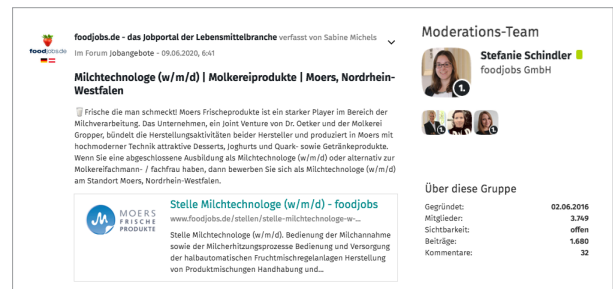 foodjobs.de - das Jobportal der Lebensmittelbranche verfasst von Sabine Michels
Im Forum Jobangebote - 09.06.2020, 6:41
foodjobs.de
Milchtechnologe (w/m/d) | Molkereiprodukte | Moers, Nordrhein-
Westfalen
Frische die man schmeckt! Moers Frischeprodukte ist ein starker Player im Bereich der
Milchverarbeitung. Das Unternehmen, ein Joint Venture von Dr. Oetker und der Molkerei
Gropper, bündelt die Herstellungsaktivitäten beider Hersteller und produziert in Moers mit
hochmoderner Technik attraktive Desserts, Joghurts und Quark- sowie Getränkeprodukte.
Wenn Sie eine abgeschlossene Ausbildung als Milchtechnologe (w/m/d) oder alternativ zur
Molkereifachmann- / fachfrau haben, dann bewerben Sie sich als Milchtechnologe (w/m/d)
am Standort Moers, Nordrhein-Westfalen.
MOERS
FRISCHE
PRODUKTE
Stelle Milchtechnologe (w/m/d) - foodjobs
www.foodjobs.de/stellen/stelle-milchtechnologe-w-...
Stelle Milchtechnologe (w/m/d). Bedienung der Milchannahme
sowie der Milcherhitzungsprozesse Bedienung und Versorgung
der halbautomatischen Fruchtmischregelanlagen Herstellung
von Produktmischungen Handhabung und...
Moderations-Team
Stefanie Schindler
foodjobs GmbH
1.
1. 1. 1.
Über diese Gruppe
Gegründet: 02.06.2016
Mitglieder: 3.749
Sichtbarkeit: offen
Beiträge: 1.680
Kommentare: 32